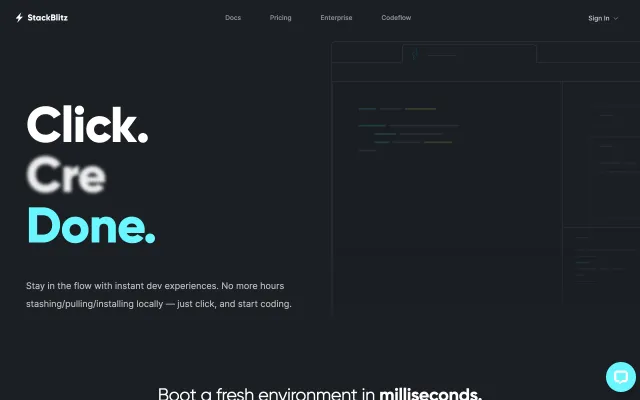 StackBlitz
Docs
Pricing
Enterprise
Codeflow
Sign In
Click.
Cre
Done.
Stay in the flow with instant dev experiences. No more hours
stashing/pulling/installing locally — just click, and start coding.
Boot a fresh environment in milliseconds.